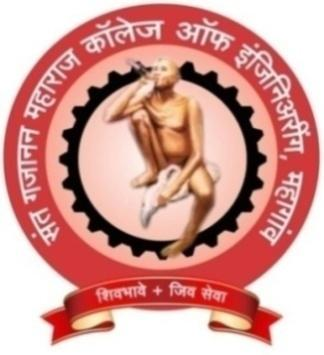 संत गजानन महाराज कॉलेज ऑफ इंजिनिअरींग, महागांव
शिवभावे + जिव सेवा